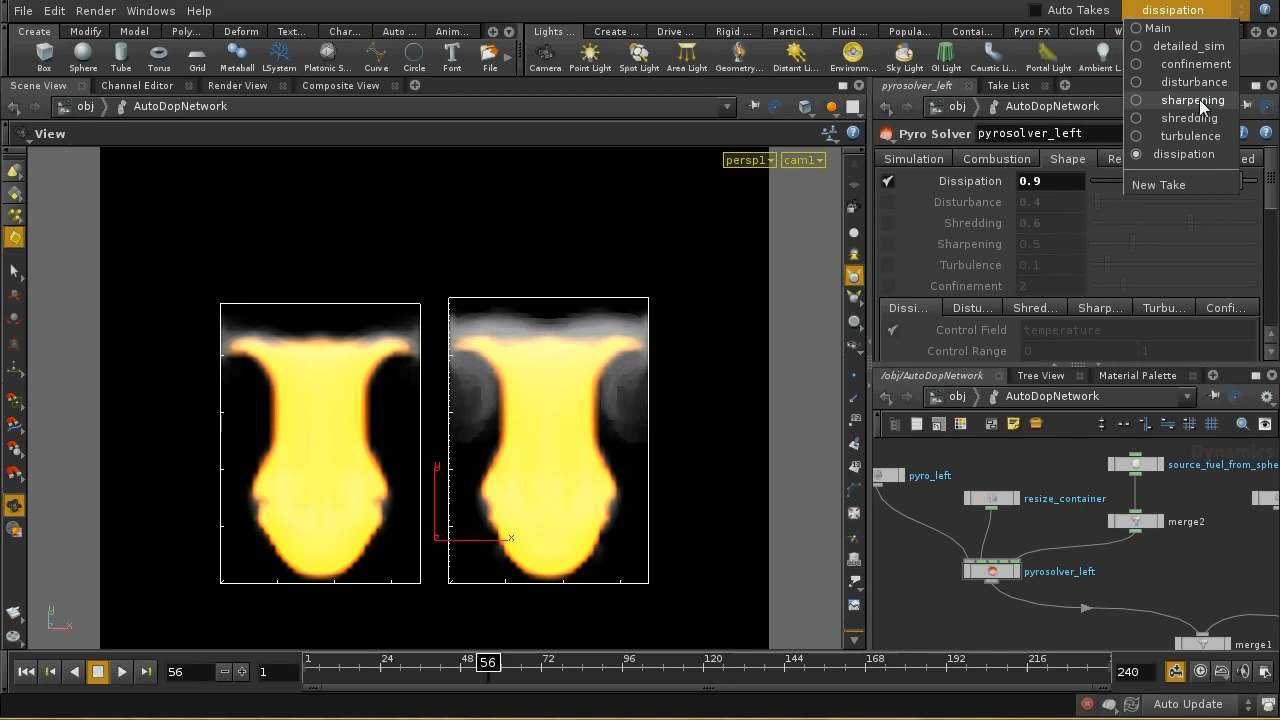 File Edit Render Windows Help
Auto Takes
dissipation
Create Modify Model Poly... Deform Text... Char... Auto ... Anim...
Lights ... Create ... Drive ... Rigid ... Particl... Fluid ... Popula... Contai... Pyro FX Cloth
Box Sphere Tube Torus Grid Metaball LSystem Platonic S... Curve Circle Font File
Camera Point Light Spot Light Area Light Geometry... Distant Li... Environm... Sky Light GI Light Caustic Li... Portal Light Ambient L
Main
detailed_sim
confinement
disturbance
sharpening
shredding
turbulence
dissipation
New Take
Scene View Channel Editor Render View Composite View
pyrosolver_left Take List
obj AutoDopNetwork
obj AutoDopNetwork
View
Pyro Solver pyrosolver_left
persp1 cam1
Simulation Combustion Shape Re ed
Dissipation 0.9
Disturbance 0.4
Shredding 0.6
Sharpening 0.5
Turbulence 0.1
Confinement 2
Dissi... Distu... Shred... Sharp... Turbu... Confi...
Control Field temperature
Control Range 0 1
/obj/AutoDopNetwork Tree View Material Palette
obj AutoDopNetwork
Dynamics
pyro_left
source_fuel_from_sphe
resize_container
merge2
pyrosolver_left
merge1
y
x
y
x
z
56 1
1 24 48 56 72 96 120 144 168 192 216
240
Auto Update